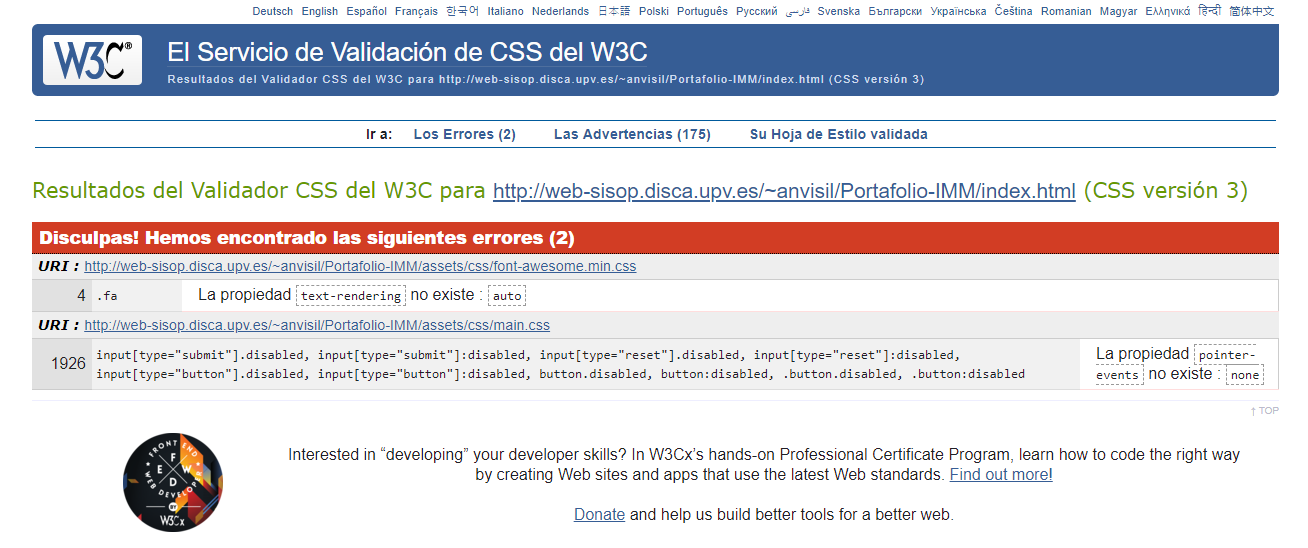 Deutsch English Español Français 한국어 Italiano Nederlands 日本語 Polski Português Русский فارسی Svenska Български Українська Čeština Romanian Magyar Ελληνικά हिन्दी 简体中文
W3C®
El Servicio de Validación de CSS del W3C
Resultados del Validador CSS del W3C para http://web-sisop.disca.upv.es/~anvisil/Portafolio-IMM/index.html (CSS versión 3)
Ir a: Los Errores (2) Las Advertencias (175) Su Hoja de Estilo validada
Resultados del Validador CSS del W3C para http://web-sisop.disca.upv.es/~anvisil/Portafolio-IMM/index.html (CSS versión 3)
Disculpas! Hemos encontrado las siguientes errores (2)
URI : http://web-sisop.disca.upv.es/~anvisil/Portafolio-IMM/assets/css/font-awesome.min.css
4 .fa La propiedad text-rendering no existe : auto
URI : http://web-sisop.disca.upv.es/~anvisil/Portafolio-IMM/assets/css/main.css
1926 input[type="submit"].disabled, input[type="submit"]:disabled, input[type="reset"].disabled, input[type="reset"]:disabled,
input[type="button"].disabled, input[type="button"]:disabled, button.disabled, button:disabled, .button.disabled, .button:disabled
La propiedad pointer-
events no existe : none
↑ TOP
FRONT END
WEB DEVELOPER
E F W D
BY
W3Cx
Interested in “developing” your developer skills? In W3Cx’s hands-on Professional Certificate Program, learn how to code the right way
by creating Web sites and apps that use the latest Web standards. Find out more!
Donate and help us build better tools for a better web.